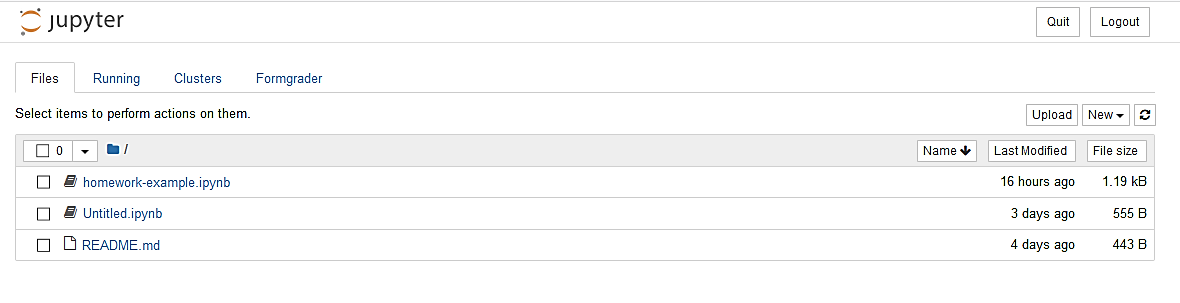 jupyter Quit Logout
Files Running Clusters Formgrader
Select items to perform actions on them. Upload New
0 / Name Last Modified File size
homework-example.ipynb 16 hours ago 1.19 kB
Untitled.ipynb 3 days ago 555 B
README.md 4 days ago 443 B